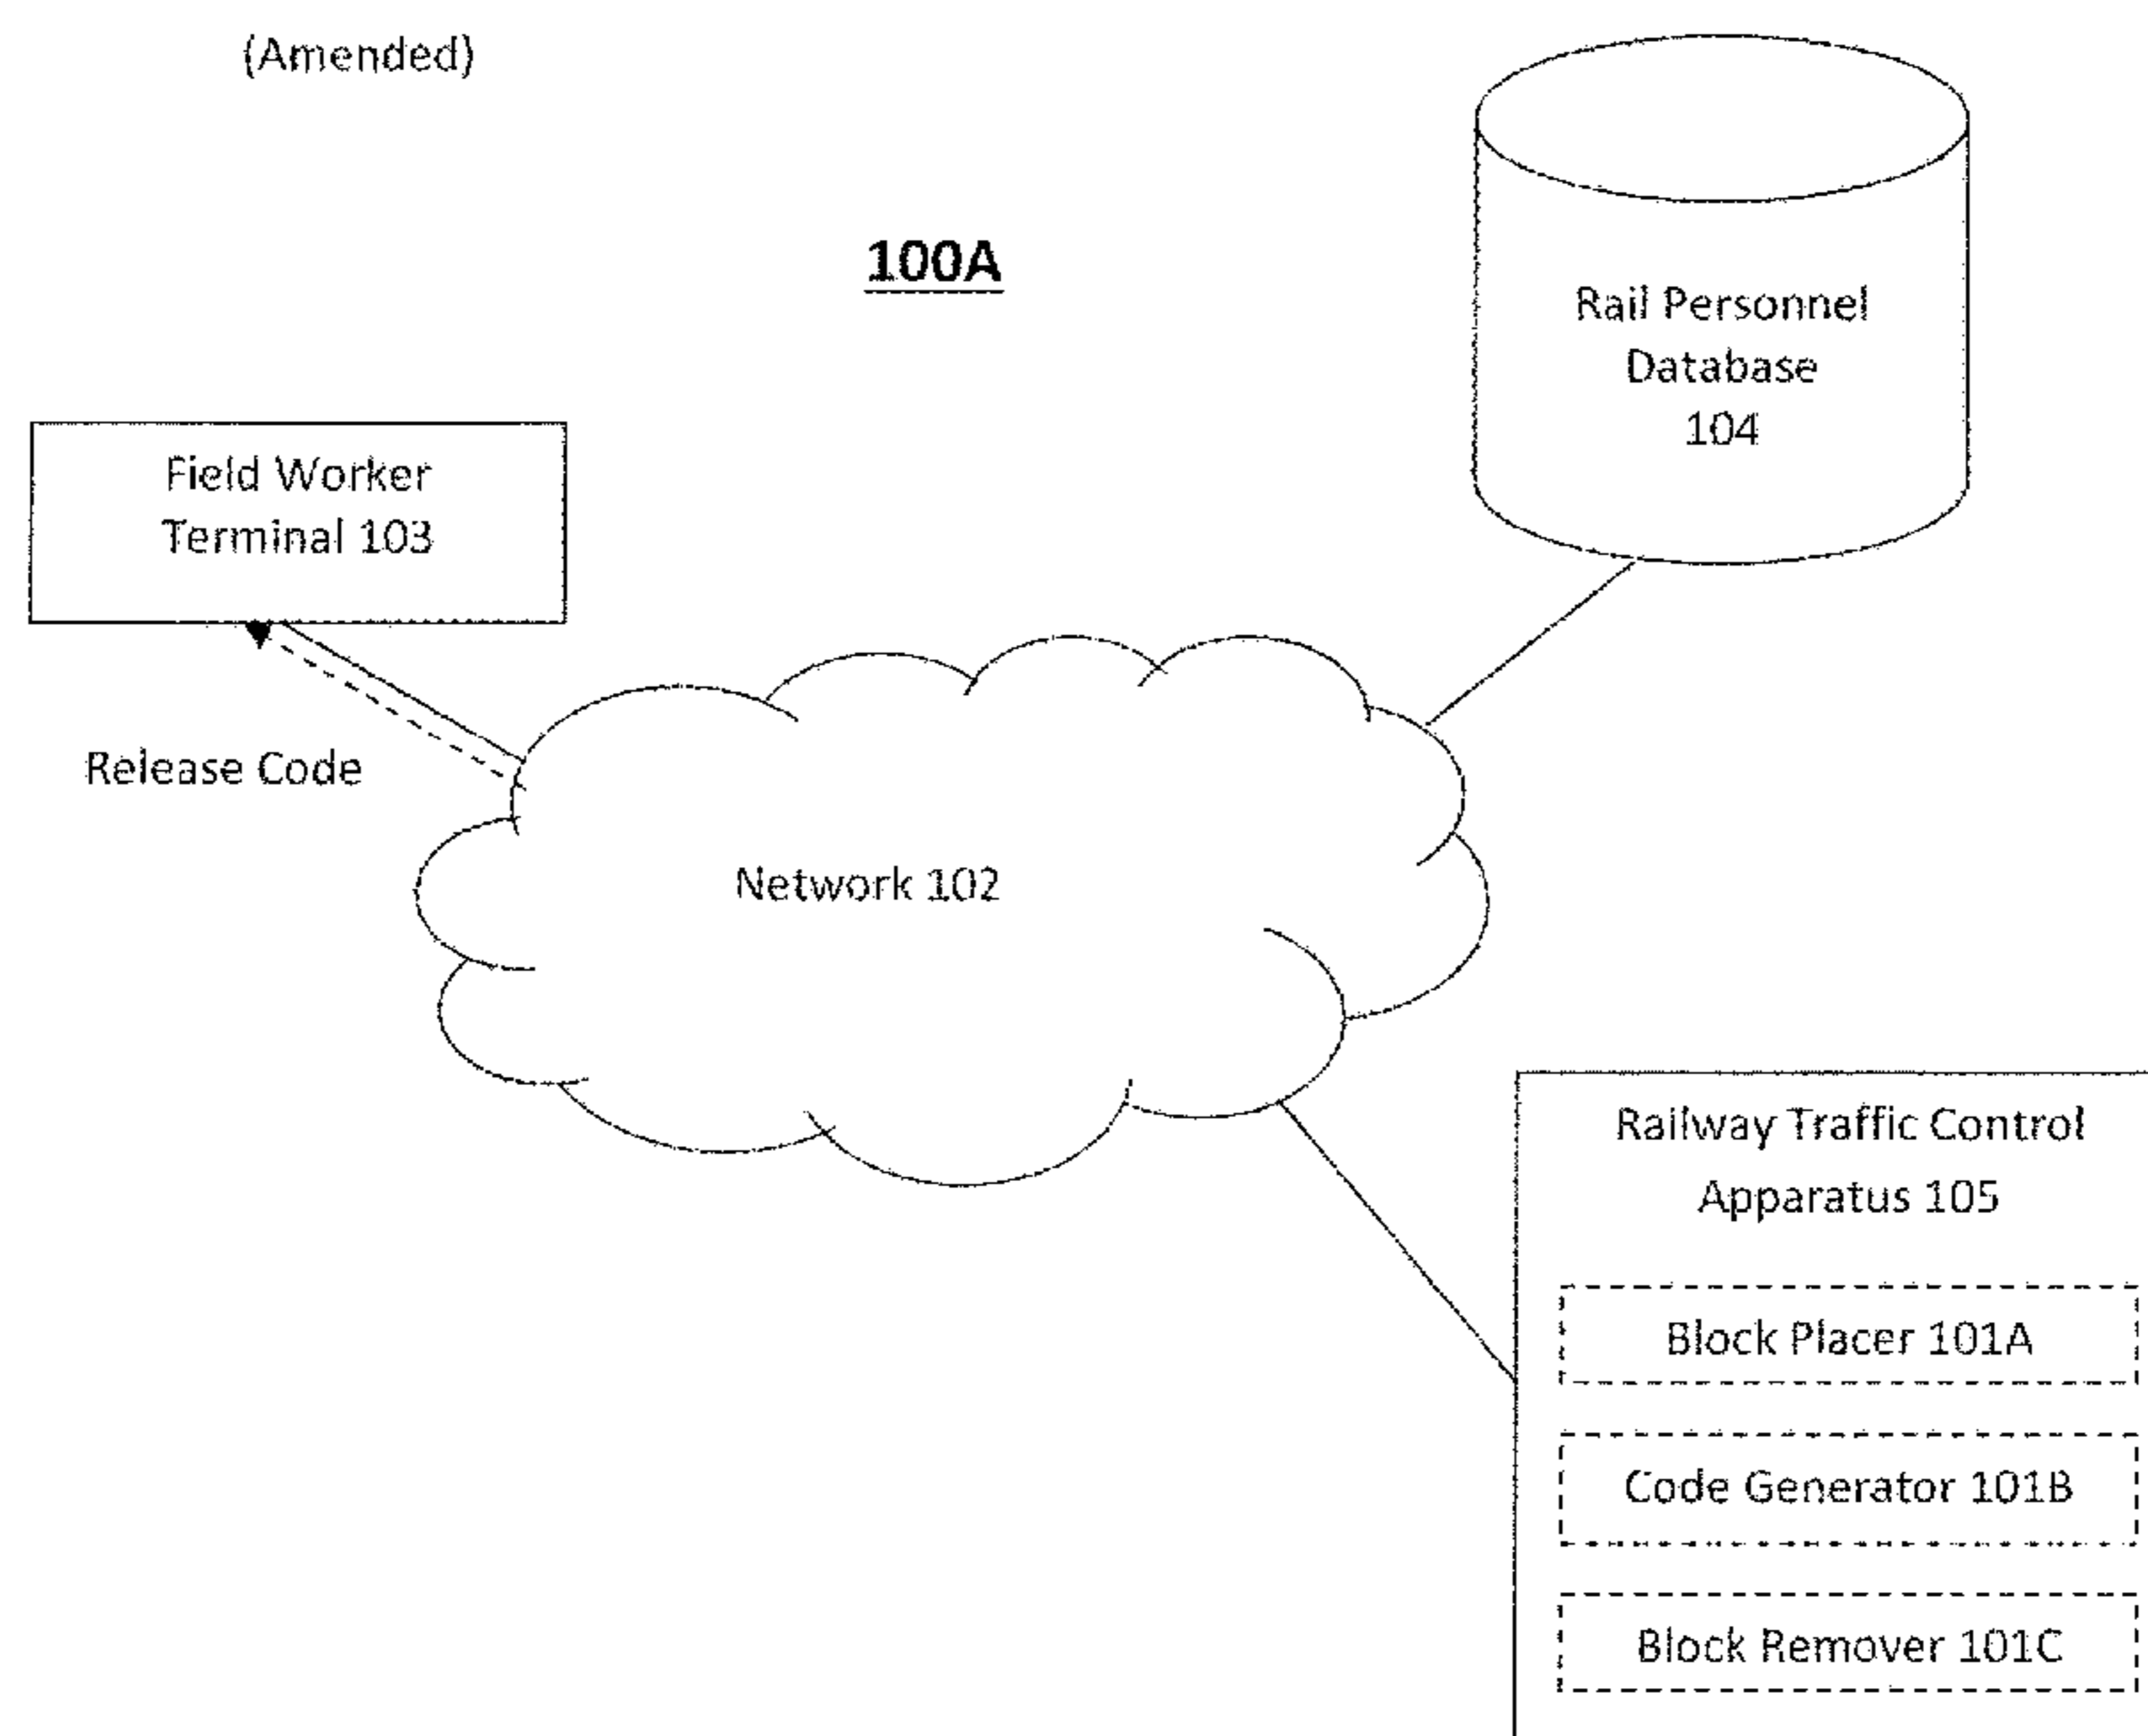 (Amended)
100A
Rail Personnel
Database
104
Field Worker
Terminal 103
Release Code
Network 102
Railway Traffic Control
Apparatus 105
Block Placer 101A
Code Generator 101B
Block Remover 101C